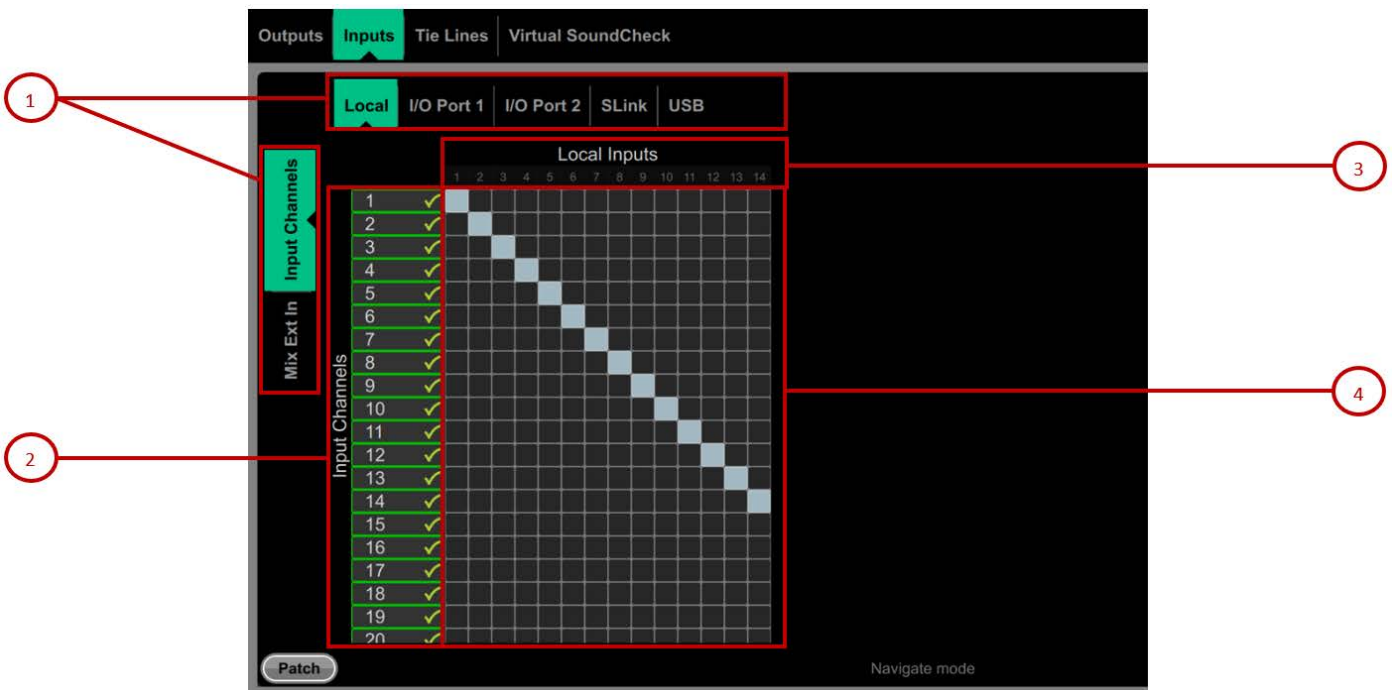 Outputs Inputs Tie Lines Virtual SoundCheck
1
Local I/O Port 1 I/O Port 2 SLink USB
Local Inputs
3
1 2 3 4 5 6 7 8 9 10 11 12 13 14
Input Channels
Mix Ext In
Input Channels
1
2
3
4
5
6
7
8
9
10
11
12
13
14
15
16
17
18
19
20
4
2
Patch
Navigate mode